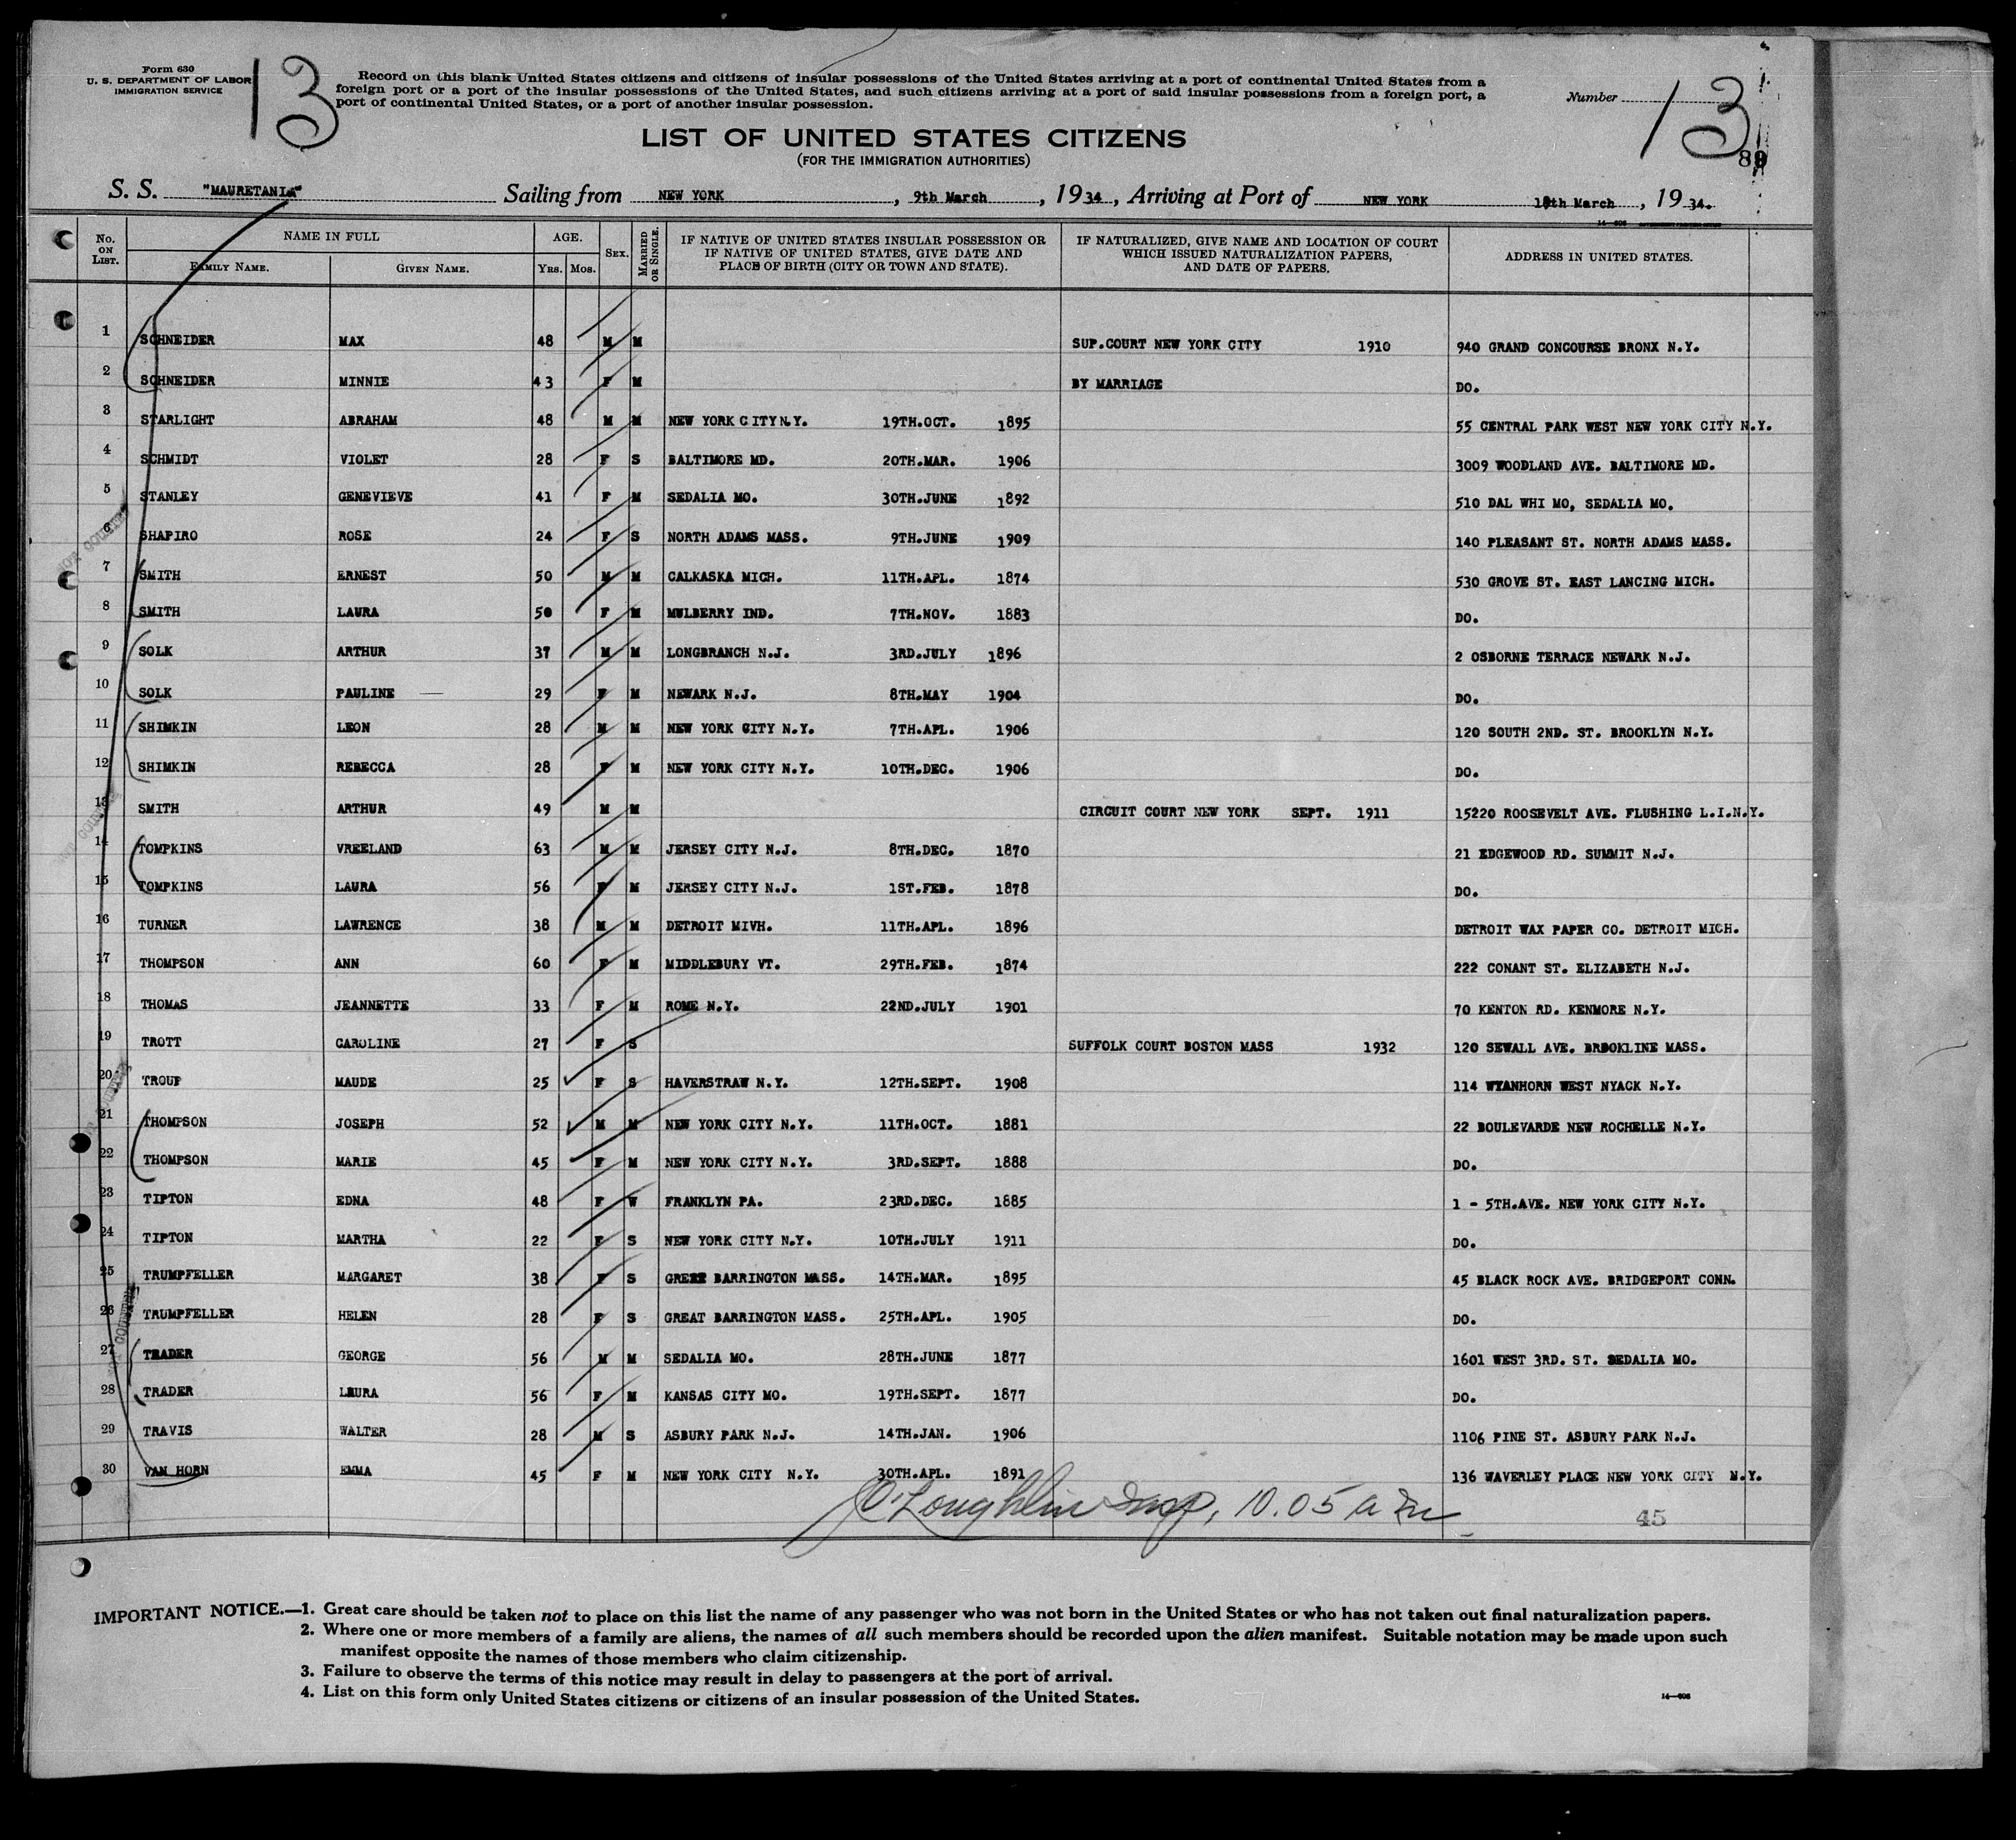 Form 630
U. S. DEPARTMENT OF LABOR
IMMIGRATION SERVICE
13
Record on this blank United States citizens and citizens of insular possessions of the United States arriving at a port of continental United States from a
foreign port or a port of the insular possessions of the United States, and such citizens arriving at a port of said insular possessions from a foreign port, a
port of continental United States, or a port of another insular possession.
Number 13
LIST OF UNITED STATES CITIZENS
(FOR THE IMMIGRATION AUTHORITIES)
S. S. "MAURETANIA" Sailing from NEW YORK, 9th March, 1934, Arriving at Port of NEW YORK March, 1934.
No. ON LIST. NAME IN FULL FAMILY NAME. GIVEN NAME. AGE. YRS. MOS. SEX. MARRIED OR SINGLE. IF NATIVE OF UNITED STATES INSULAR POSSESSION OR IF NATIVE OF UNITED STATES, GIVE DATE AND PLACE OF BIRTH (CITY OR TOWN AND STATE). IF NATURALIZED, GIVE NAME AND LOCATION OF COURT WHICH ISSUED NATURALIZATION PAPERS, AND DATE OF PAPERS. ADDRESS IN UNITED STATES.
1 SCHNEIDER MAX 48 M M SUP.COURT NEW YORK CITY 1910 940 GRAND CONCOURSE BRONX N.Y.
2 SCHNEIDER MINNIE 43 F M BY MARRIAGE DO.
3 STARLIGHT ABRAHAM 48 M M NEW YORK CITY N.Y. 19TH.OCT. 1895 55 CENTRAL PARK WEST NEW YORK CITY N.Y.
4 SCHMIDT VIOLET 28 F S BALTIMORE MD. 20TH.MAR. 1906 3009 WOODLAND AVE. BALTIMORE MD.
5 STANLEY GENEVIEVE 41 F M SEDALIA MO. 30TH.JUNE 1892 510 DAL WHI MO, SEDALIA MO.
6 SHAPIRO ROSE 24 F S NORTH ADAMS MASS. 9TH.JUNE 1909 140 PLEASANT ST. NORTH ADAMS MASS.
7 SMITH ERNEST 50 M M CALKASKA MICH. 11TH.APL. 1874 530 GROVE ST. EAST LANCING MICH.
8 SMITH LAURA 50 F M MULBERRY IND. 7TH.NOV. 1883 DO.
9 SOLK ARTHUR 37 M M LONGBRANCH N.J. 3RD.JULY 1896 2 OSBORNE TERRACE NEWARK N.J.
10 SOLK PAULINE 29 F M NEWARK N.J. 8TH.MAY 1904 DO.
11 SHIMKIN LEON 28 M M NEW YORK CITY N.Y. 7TH.APL. 1906 120 SOUTH 2ND. ST. BROOKLYN N.Y.
12 SHIMKIN REBECCA 28 F M NEW YORK CITY N.Y. 10TH.DEC. 1906 DO.
13 SMITH ARTHUR 49 M M CIRCUIT COURT NEW YORK SEPT. 1911 15220 ROOSEVELT AVE. FLUSHING L.I.N.Y.
14 TOMPKINS VREELAND 63 M M JERSEY CITY N.J. 8TH.DEC. 1870 21 EDGEWOOD RD. SUMMIT N.J.
15 TOMPKINS LAURA 56 F M JERSEY CITY N.J. 1ST.FEB. 1878 DO.
16 TURNER LAWRENCE 38 M M DETROIT MIVH. 11TH.APL. 1896 DETROIT WAX PAPER CO. DETROIT MICH.
17 THOMPSON ANN 60 F M MIDDLEBURY VT. 29TH.FEB. 1874 222 CONANT ST. ELIZABETH N.J.
18 THOMAS JEANNETTE 33 F M ROME N.Y. 22ND.JULY 1901 70 KENTON RD. KENMORE N.Y.
19 TROTT CAROLINE 27 F S SUFFOLK COURT BOSTON MASS 1932 120 SEWALL AVE. BROOKLINE MASS.
20 TROUP MAUDE 25 F S HAVERSTRAW N.Y. 12TH.SEPT. 1908 114 WYANHORN WEST NYACK N.Y.
21 THOMPSON JOSEPH 52 M M NEW YORK CITY N.Y. 11TH.OCT. 1881 22 BOULEVARDE NEW ROCHELLE N.Y.
22 THOMPSON MARIE 45 F M NEW YORK CITY N.Y. 3RD.SEPT. 1888 DO.
23 TIPTON EDNA 48 F W FRANKLYN PA. 23RD.DEC. 1885 1 - 5TH.AVE. NEW YORK CITY N.Y.
24 TIPTON MARTHA 22 F S NEW YORK CITY N.Y. 10TH.JULY 1911 DO.
25 TRUMPFELLER MARGARET 38 F S BARRINGTON MASS. 14TH.MAR. 1895 45 BLACK ROCK AVE. BRIDGEPORT CONN.
26 TRUMPFELLER HELEN 28 F S GREAT BARRINGTON MASS. 25TH.APL. 1905 DO.
27 TRADER GEORGE 56 M M SEDALIA MO. 28TH.JUNE 1877 1601 WEST 3RD. ST. SEDALIA MO.
28 TRADER LAURA 56 F M KANSAS CITY MO. 19TH.SEPT. 1877 DO.
29 TRAVIS WALTER 28 M S ASBURY PARK N.J. 14TH.JAN. 1906 1106 PINE ST. ASBURY PARK N.J.
30 VAN HORN EMMA 45 F M NEW YORK CITY N.Y. 30TH.APL. 1891 136 WAVERLEY PLACE NEW YORK CITY N.Y.
O'Loughlin Insp, 10.05 a m
45
IMPORTANT NOTICE.—1. Great care should be taken not to place on this list the name of any passenger who was not born in the United States or who has not taken out final naturalization papers.
2. Where one or more members of a family are aliens, the names of all such members should be recorded upon the alien manifest. Suitable notation may be made upon such
manifest opposite the names of those members who claim citizenship.
3. Failure to observe the terms of this notice may result in delay to passengers at the port of arrival.
4. List on this form only United States citizens or citizens of an insular possession of the United States.